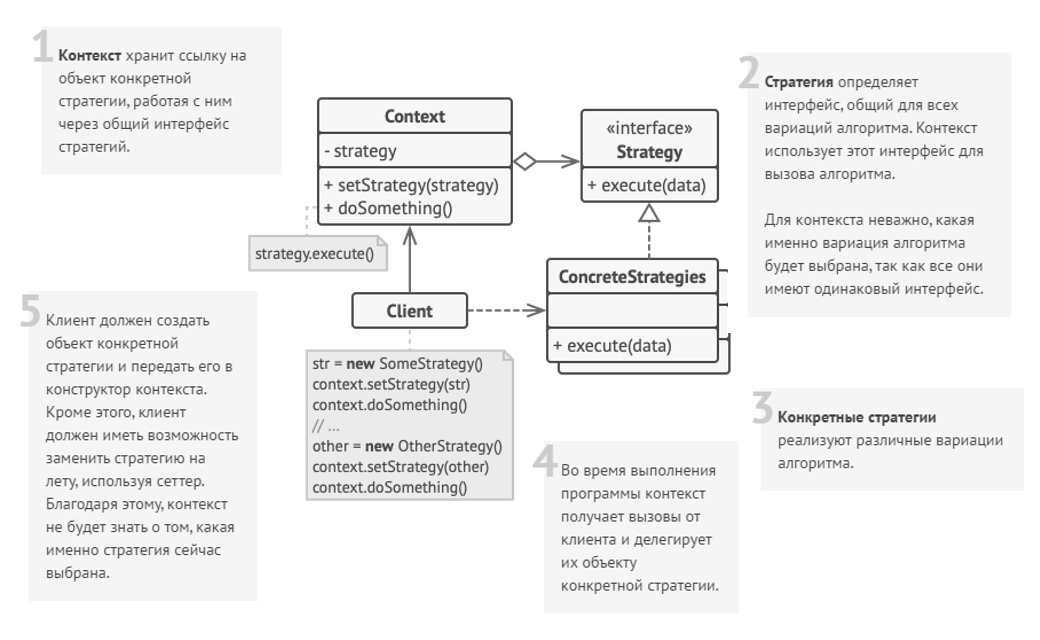 1
Контекст хранит ссылку на
объект конкретной
стратегии, работая с ним
через общий интерфейс
стратегий.
Context
- strategy
+ setStrategy(strategy)
+ doSomething()
strategy.execute()
«interface»
Strategy
+ execute(data)
2
Стратегия определяет
интерфейс, общий для всех
вариаций алгоритма. Контекст
использует этот интерфейс для
вызова алгоритма.
Для контекста неважно, какая
именно вариация алгоритма
будет выбрана, так как все они
имеют одинаковый интерфейс.
ConcreteStrategies
+ execute(data)
Client
str = new SomeStrategy()
context.setStrategy(str)
context.doSomething()
// ...
other = new OtherStrategy()
context.setStrategy(other)
context.doSomething()
3
Конкретные стратегии
реализуют различные вариации
алгоритма.
4
Во время выполнения
программы контекст
получает вызовы от
клиента и делегирует
их объекту
конкретной стратегии.
5
Клиент должен создать
объект конкретной
стратегии и передать его в
конструктор контекста.
Кроме этого, клиент
должен иметь возможность
заменить стратегию на
лету, используя сеттер.
Благодаря этому, контекст
не будет знать о том, какая
именно стратегия сейчас
выбрана.